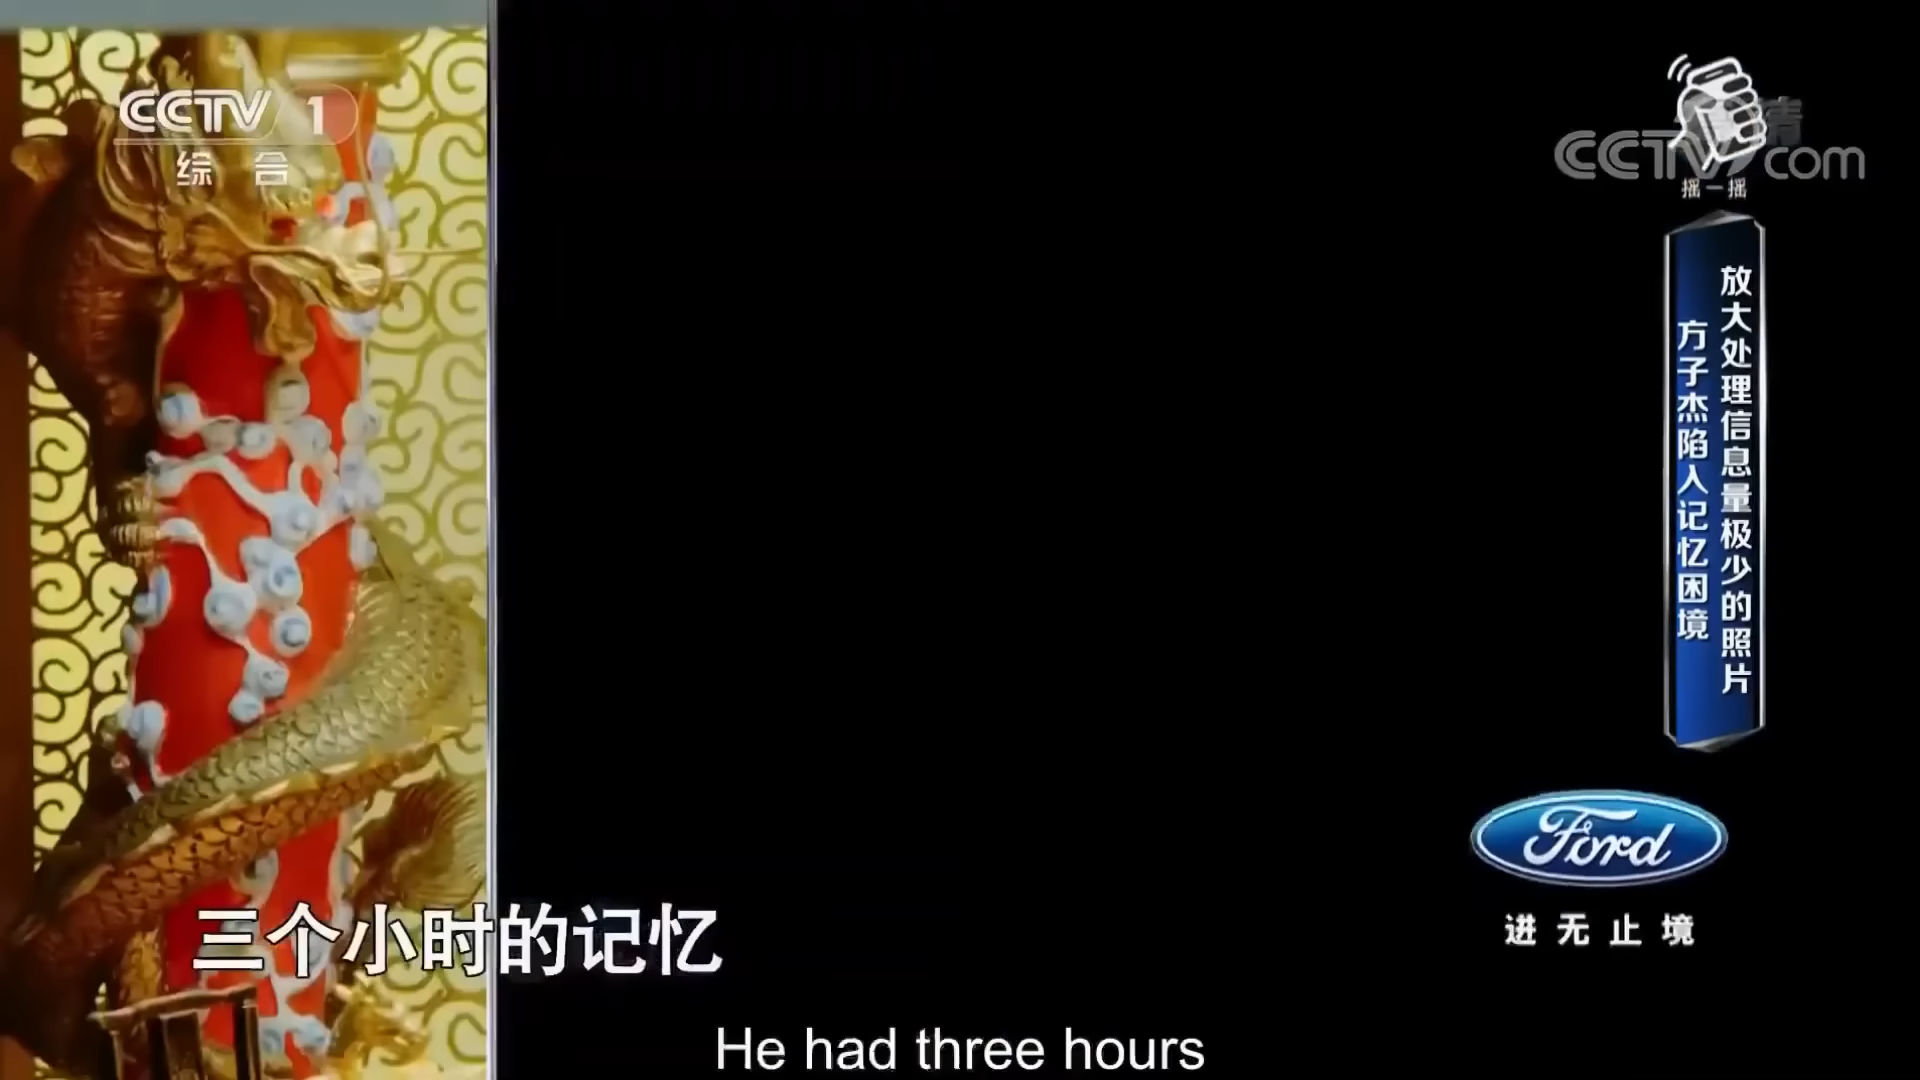 CCTV 1
综合
CCTV.com
摇一摇
放大处理信息量极少的照片
方子杰陷入记忆困境
Ford
进无止境
三个小时的记忆
He had three hours